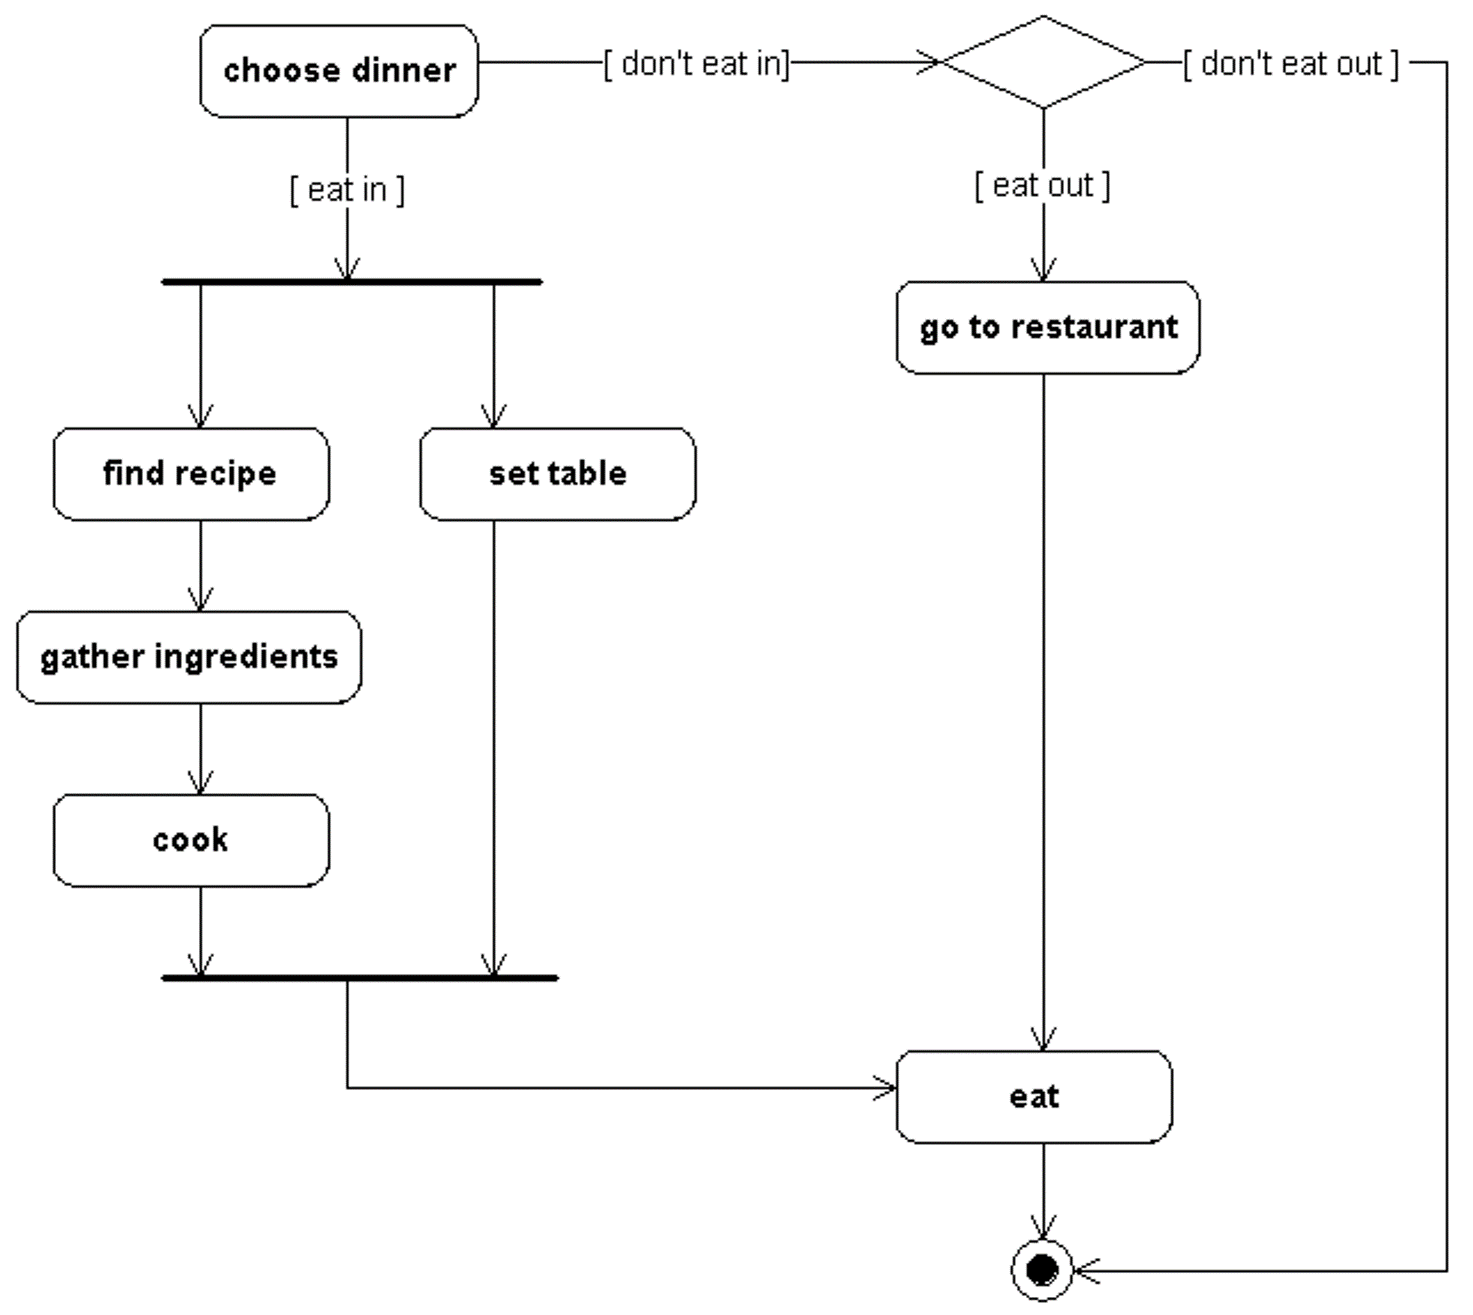 choose dinner
[ don't eat in]
[ don't eat out ]
[ eat in ]
[ eat out ]
go to restaurant
find recipe
set table
gather ingredients
cook
eat